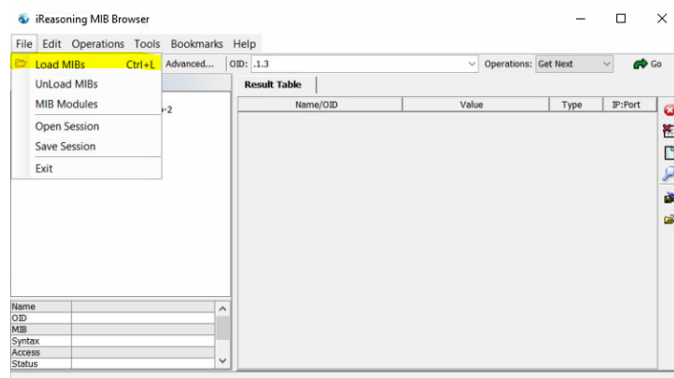 iReasoning MIB Browser
File Edit Operations Tools Bookmarks Help
Load MIBs Ctrl+L
Advanced... OID: .1.3 Operations: Get Next Go
UnLoad MIBs
Result Table
MIB Modules
-2
Name/OID Value Type IP:Port
Open Session
Save Session
Exit
Name
OID
MIB
Syntax
Access
Status